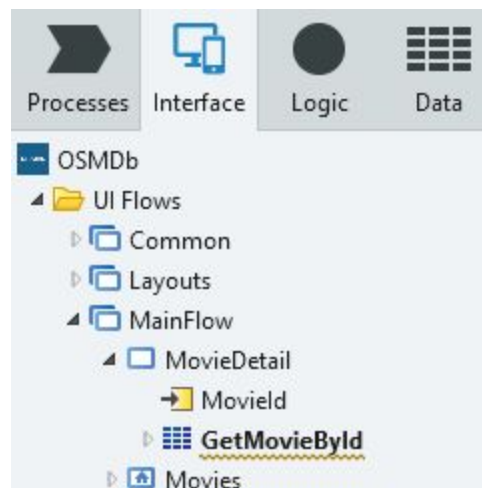 Processes Interface Logic Data
OSMDb
UI Flows
Common
Layouts
MainFlow
MovieDetail
MovieId
GetMovieById
Movies